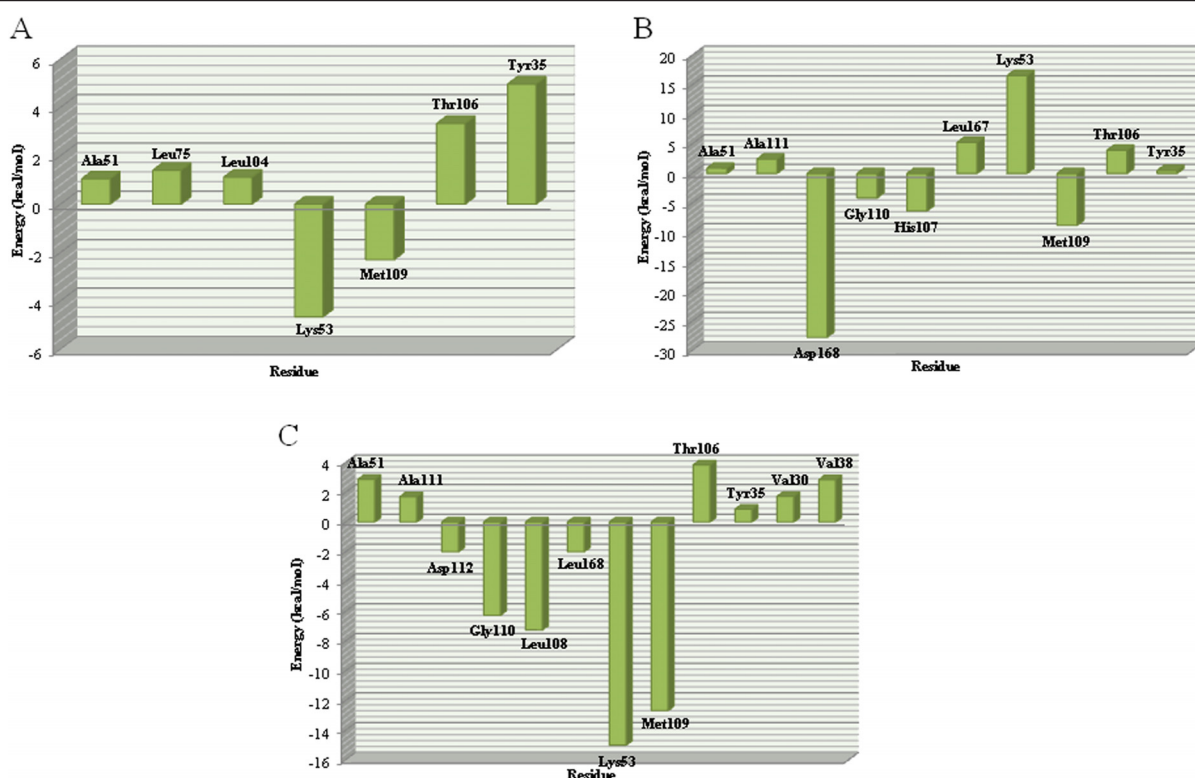 A
Energy (kcal/mol)
6
4
2
0
-2
-4
-6
Ala51
Leu75
Leu104
Lys53
Met109
Thr106
Tyr35
Residue
B
Energy (kcal/mol)
20
15
10
5
0
-5
-10
-15
-20
-25
-30
Ala51
Ala111
Asp168
Gly110
His107
Leu167
Lys53
Met109
Thr106
Tyr35
Residue
C
Energy (kcal/mol)
4
2
0
-2
-4
-6
-8
-10
-12
-14
-16
Ala51
Ala111
Asp112
Gly110
Leu108
Leu168
Lys53
Met109
Thr106
Tyr35
Val30
Val38
Residue